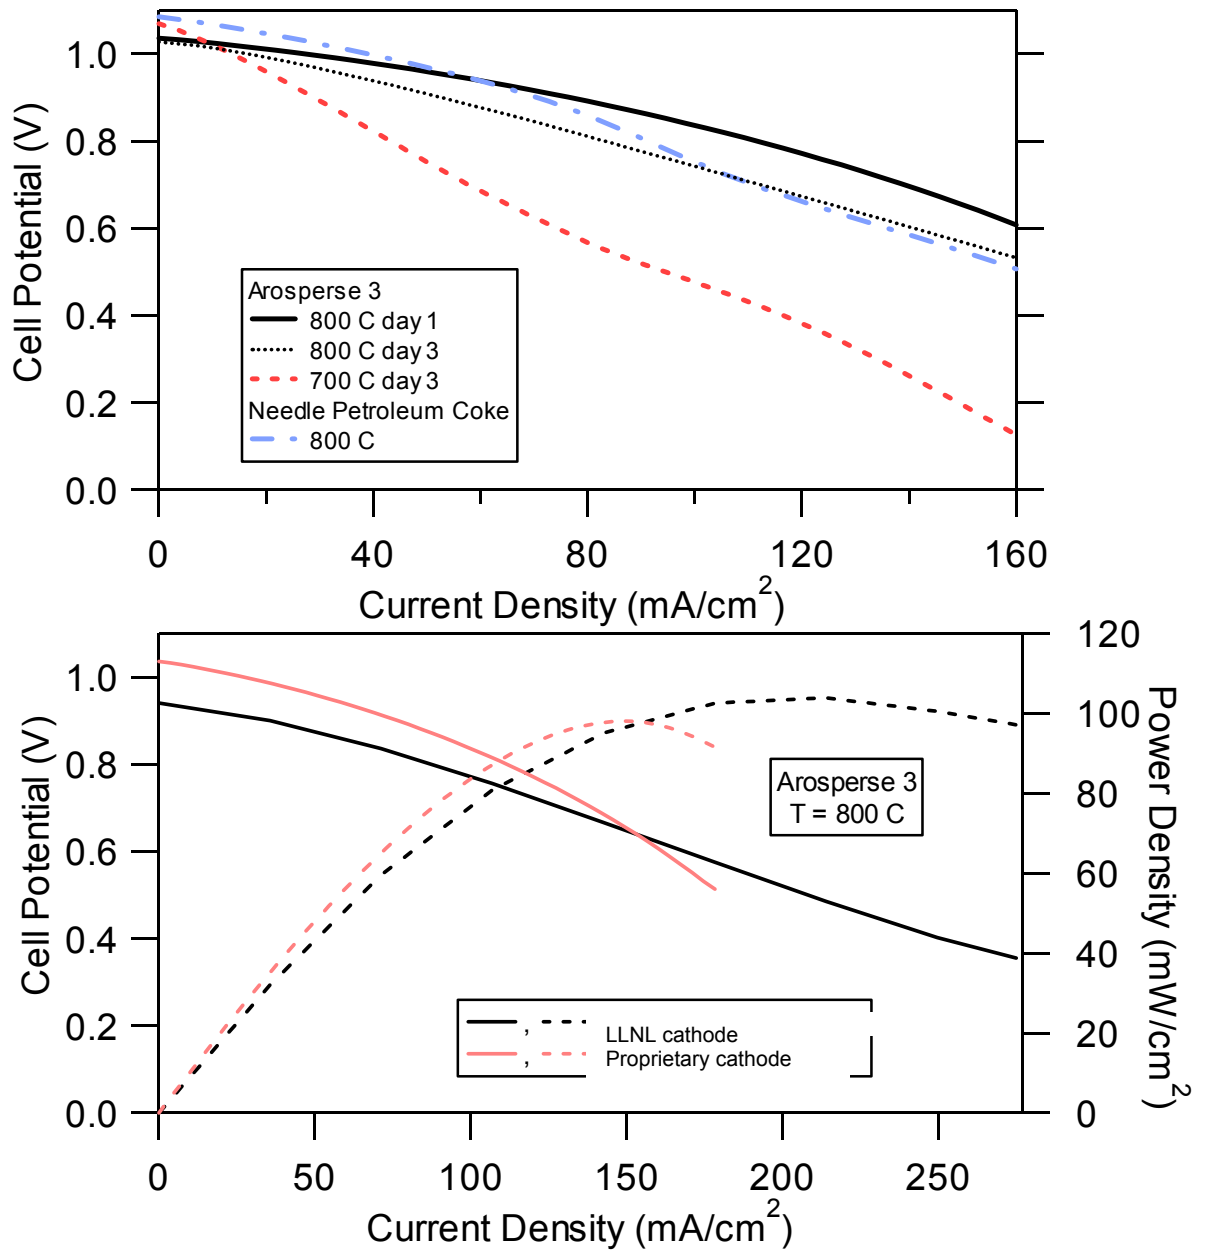 1.0
0.8
0.6
0.4
0.2
0.0
Cell Potential (V)
Arosperse 3
800 C day 1
800 C day 3
700 C day 3
Needle Petroleum Coke
800 C
0 40 80 120 160
Current Density (mA/cm²)
1.0
0.8
0.6
0.4
0.2
0.0
Cell Potential (V)
120
100
80
60
40
20
0
Power Density (mW/cm²)
Arosperse 3
T = 800 C
, LLNL cathode
, Proprietary cathode
0 50 100 150 200 250
Current Density (mA/cm²)